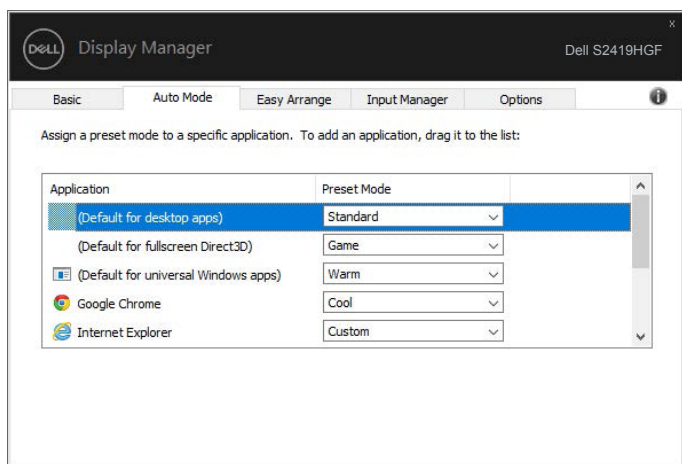 x
DELL Display Manager Dell S2419HGF
Basic Auto Mode Easy Arrange Input Manager Options i
Assign a preset mode to a specific application. To add an application, drag it to the list:
Application Preset Mode
(Default for desktop apps) Standard
(Default for fullscreen Direct3D) Game
(Default for universal Windows apps) Warm
Google Chrome Cool
Internet Explorer Custom